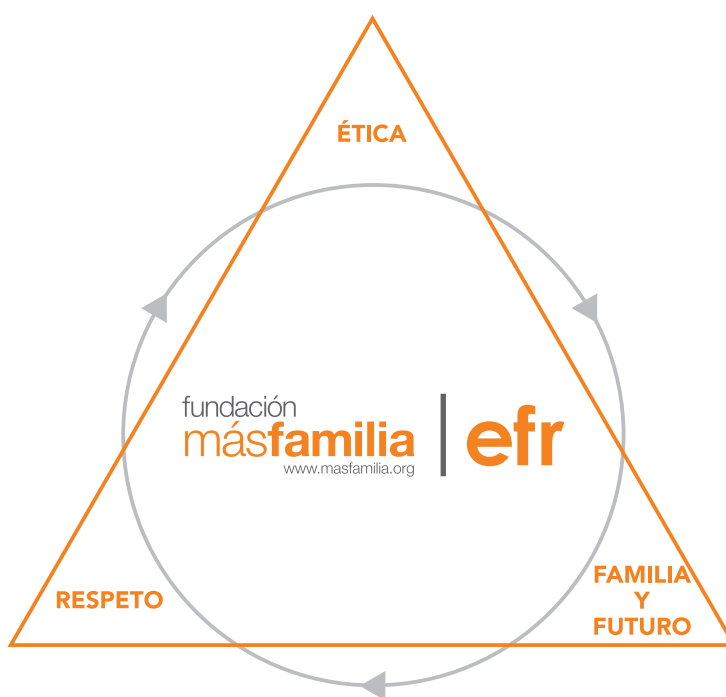 ÉTICA
fundación
másfamilia | efr
www.masfamilia.org
RESPETO
FAMILIA
Y
FUTURO